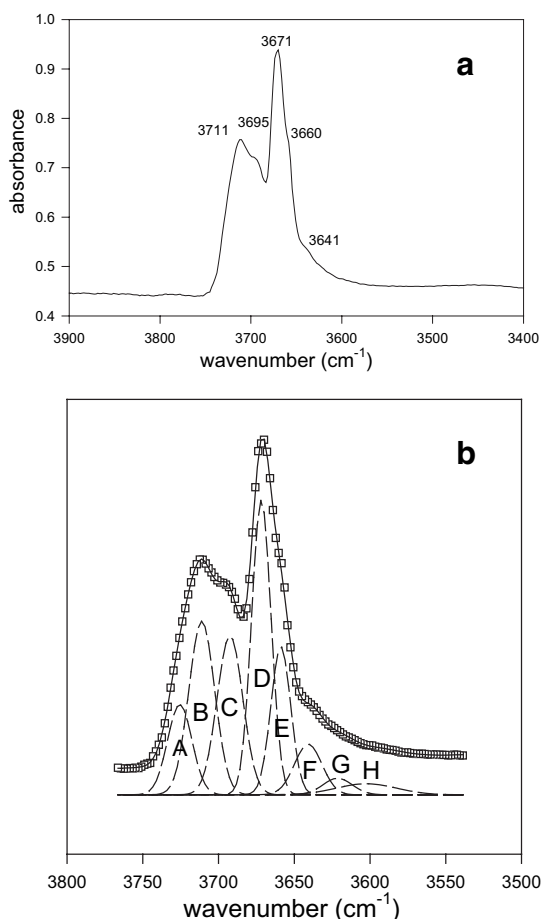 1.0
0.9
0.8
0.7
0.6
0.5
0.4
absorbance
3671
a
3711
3695
3660
3641
3900 3800 3700 3600 3500 3400
wavenumber (cm-1)
b
A
B
C
D
E
F
G
H
3800 3750 3700 3650 3600 3550 3500
wavenumber (cm-1)